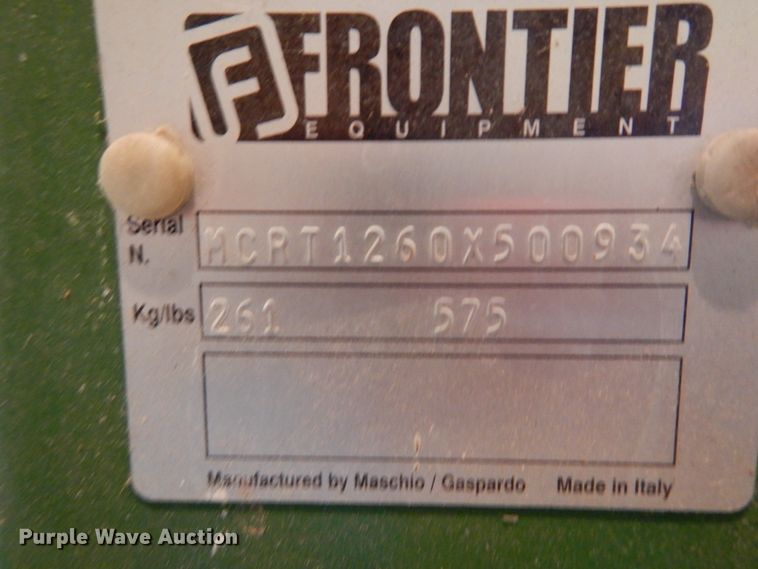 F FRONTIER
EQUIPMENT
Serial N. MCRT1260X500934
Kg/lbs 261 575
Manufactured by Maschio / Gaspardo Made in Italy
Purple Wave Auction